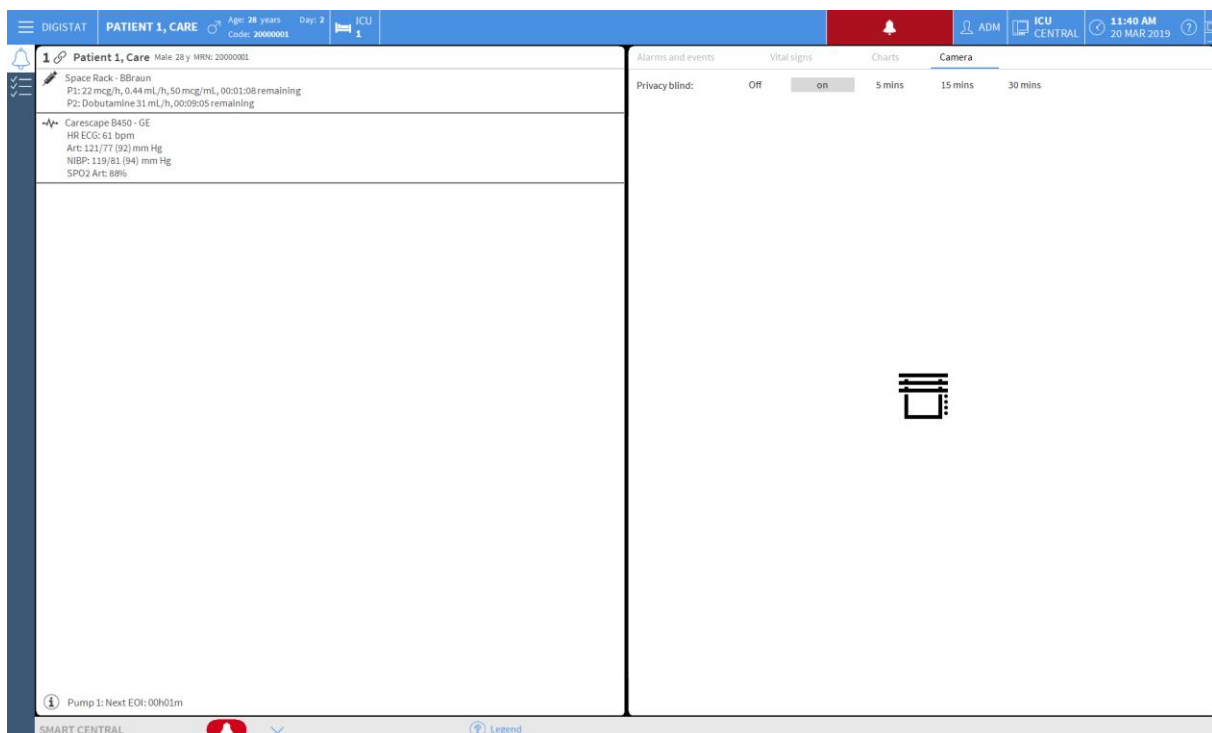 DIGISTAT
PATIENT 1, CARE
Age: 28 years Day: 2
Code: 20000001
ICU
1
ADM
ICU
CENTRAL
11:40 AM
20 MAR 2019
?
1 Patient 1, Care Male 28 y MRN: 20000001
Space Rack - BBraun
P1: 22 mcg/h, 0.44 mL/h, 50 mcg/mL, 00:01:08 remaining
P2: Dobutamine 31 mL/h, 00:09:05 remaining
Carescape B450 - GE
HR ECG: 61 bpm
Art: 121/77 (92) mm Hg
NIBP: 119/81 (94) mm Hg
SPO2 Art: 88%
Pump 1: Next EOI: 00h01m
Alarms and events Vital signs Charts Camera
Privacy blind: Off on 5 mins 15 mins 30 mins
SMART CENTRAL
? Legend